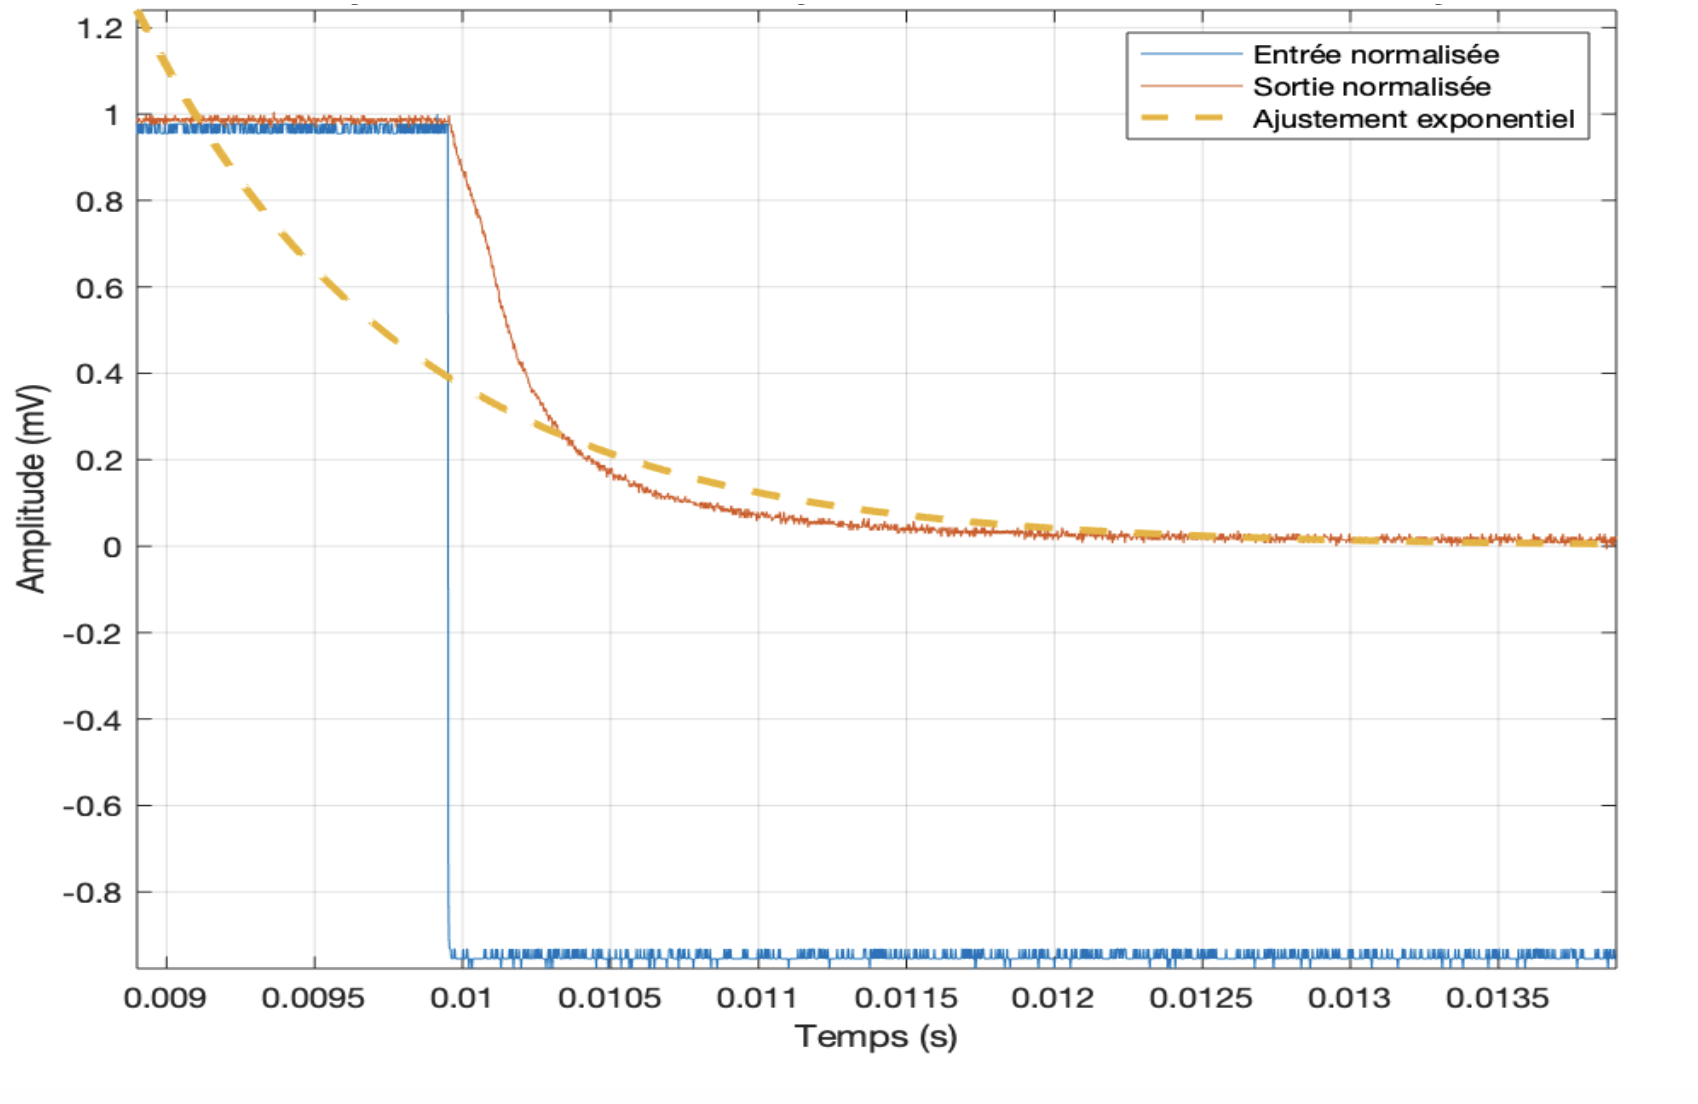 Entrée normalisée
Sortie normalisée
Ajustement exponentiel
1.2
1
0.8
0.6
0.4
0.2
0
-0.2
-0.4
-0.6
-0.8
Amplitude (mV)
0.009 0.0095 0.01 0.0105 0.011 0.0115 0.012 0.0125 0.013 0.0135
Temps (s)